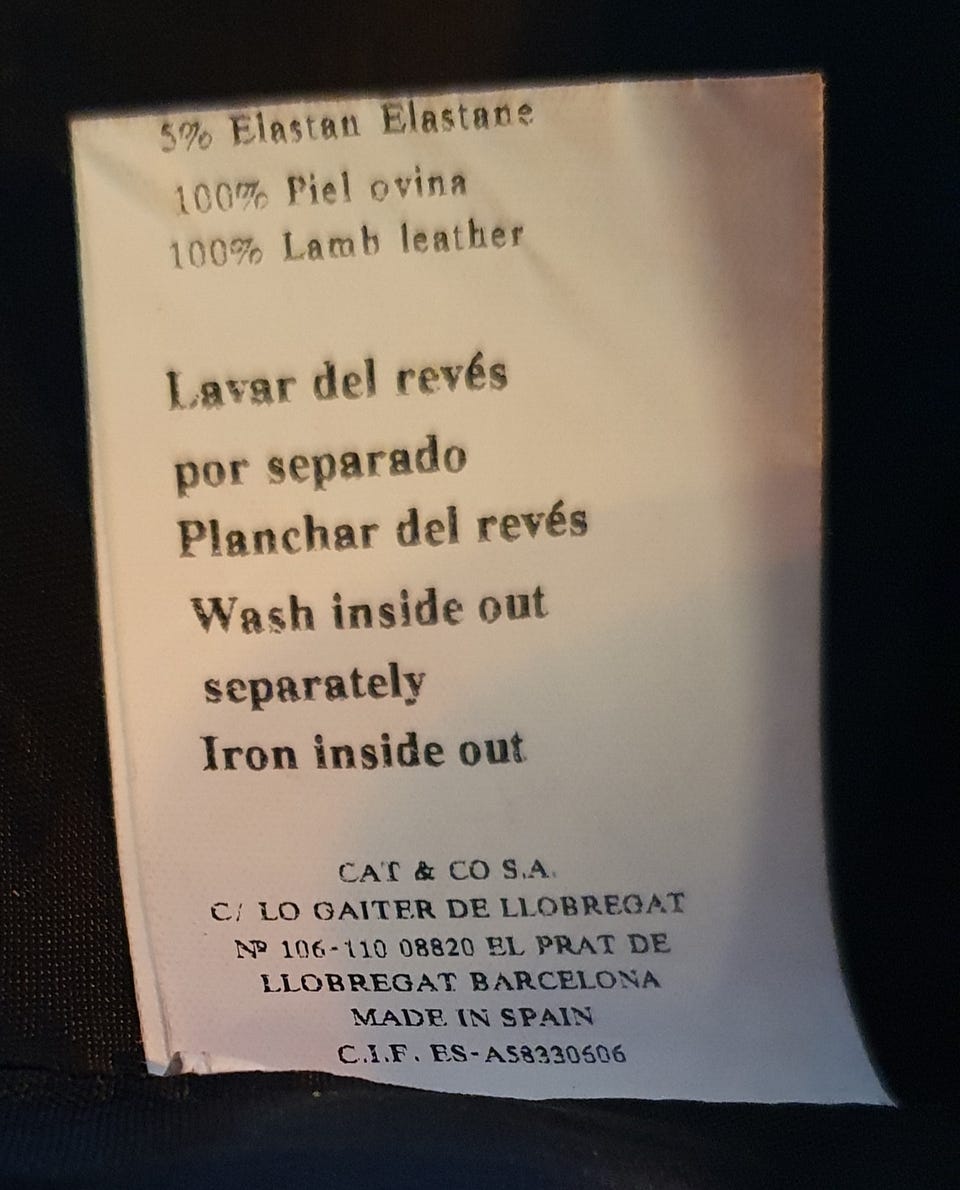 5% Elastan Elastane
100% Piel ovina
100% Lamb leather
Lavar del revés
por separado
Planchar del revés
Wash inside out
separately
Iron inside out
CAT & CO S.A.
C/ LO GAITER DE LLOBREGAT
Nº 106-110 08820 EL PRAT DE
LLOBREGAT BARCELONA
MADE IN SPAIN
C.I.F. ES-A58330606